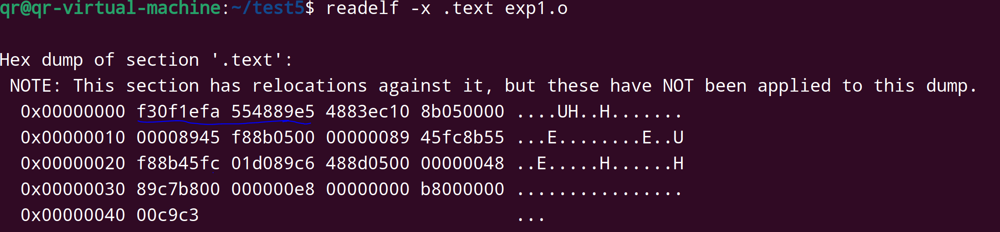 qr@qr-virtual-machine:~/test5$ readelf -x .text exp1.o
Hex dump of section '.text':
 NOTE: This section has relocations against it, but these have NOT been applied to this dump.
  0x00000000 f30f1efa 554889e5 4883ec10 8b050000 ....UH..H.......
  0x00000010 00008945 f88b0500 00000089 45fc8b55 ...E........E..U
  0x00000020 f88b45fc 01d089c6 488d0500 00000048 ..E.....H......H
  0x00000030 89c7b800 000000e8 00000000 b8000000 ................
  0x00000040 00c9c3                              ...